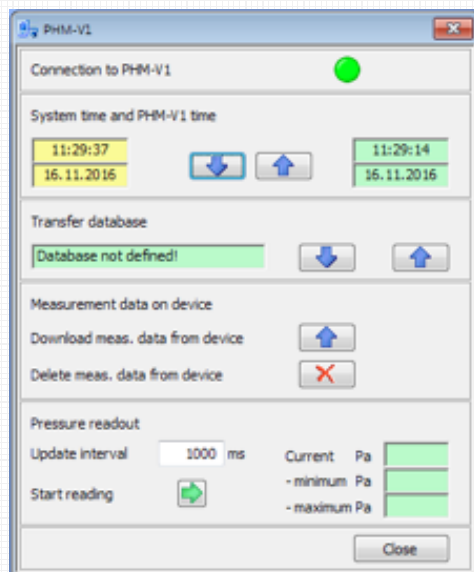 PHM-V1
Connection to PHM-V1
System time and PHM-V1 time
11:29:37 11:29:14
16.11.2016 16.11.2016
Transfer database
Database not defined!
Measurement data on device
Download meas. data from device
Delete meas. data from device
Pressure readout
Update interval 1000 ms Current Pa
- minimum Pa
Start reading
- maximum Pa
Close